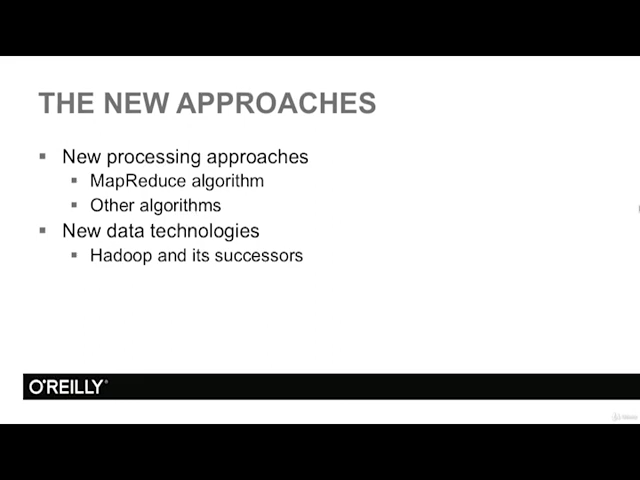 THE NEW APPROACHES
▪ New processing approaches
▪ MapReduce algorithm
▪ Other algorithms
▪ New data technologies
▪ Hadoop and its successors
O'REILLY®